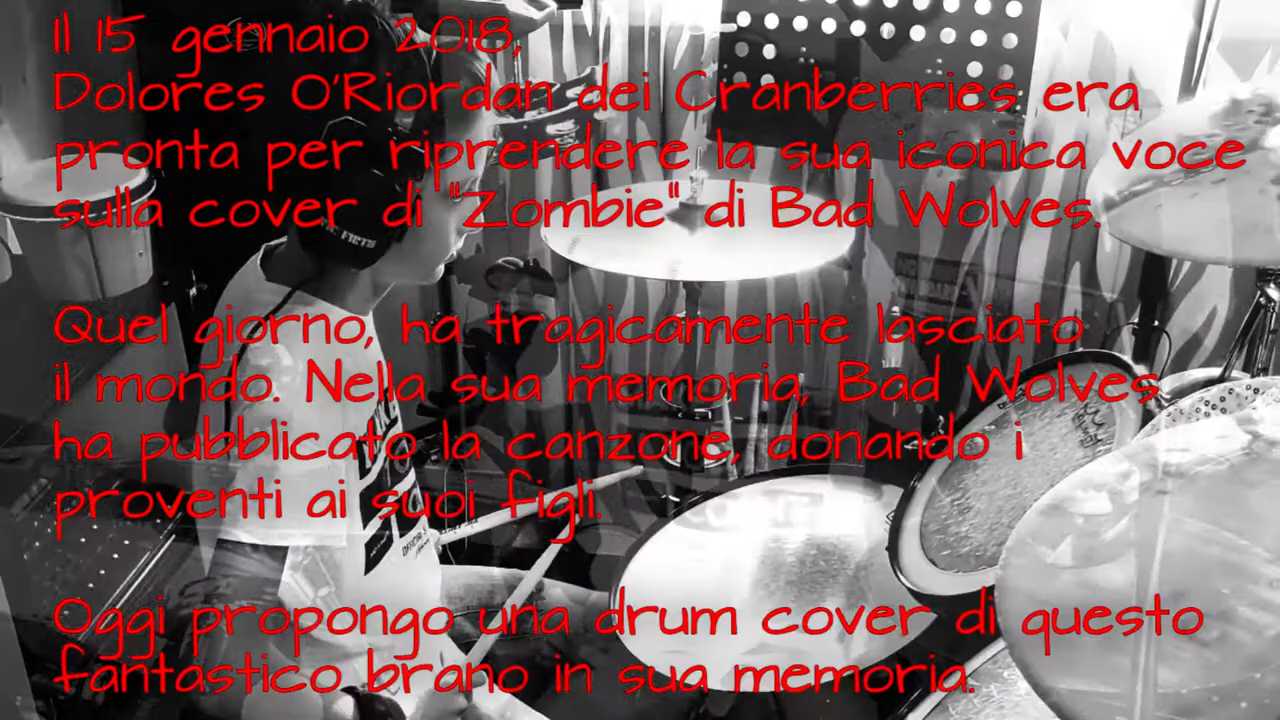 Il 15 gennaio 2018,
Dolores O'Riordan dei Cranberries era
pronta per riprendere la sua iconica voce
sulla cover di "Zombie" di Bad Wolves.
Quel giorno, ha tragicamente lasciato
il mondo. Nella sua memoria, Bad Wolves
ha pubblicato la canzone, donando i
proventi ai suoi figli.
Oggi propongo una drum cover di questo
fantastico brano in sua memoria.